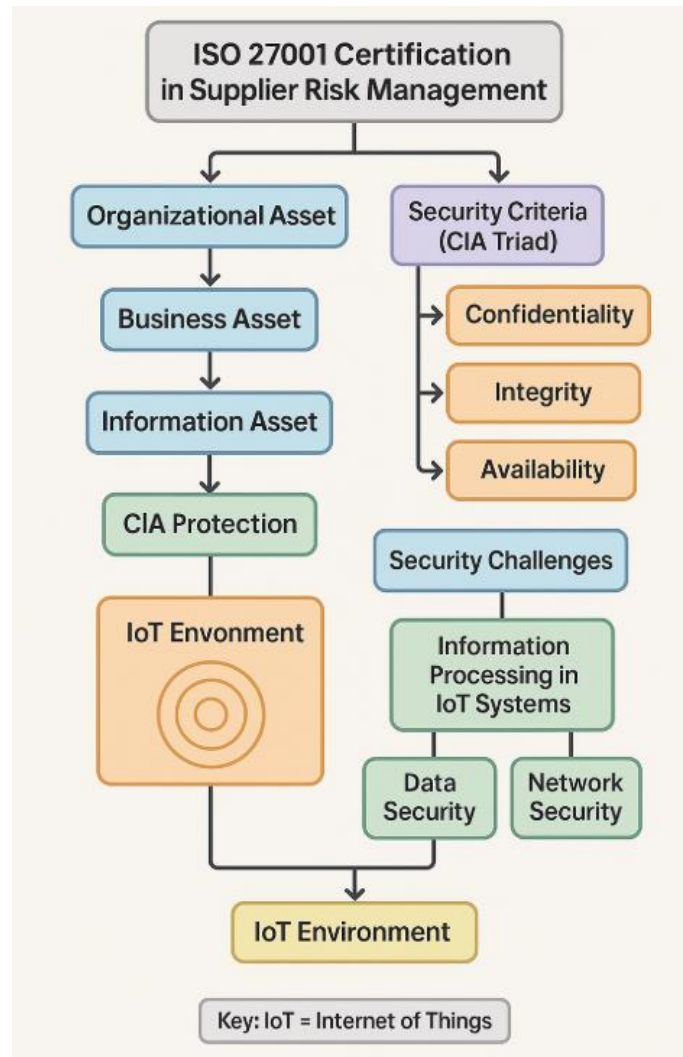 ISO 27001 Certification
in Supplier Risk Management
Organizational Asset
Business Asset
Information Asset
CIA Protection
IoT Envonment
Security Criteria
(CIA Triad)
Confidentiality
Integrity
Availability
Security Challenges
Information
Processing in
IoT Systems
Data
Security
Network
Security
IoT Environment
Key: IoT = Internet of Things